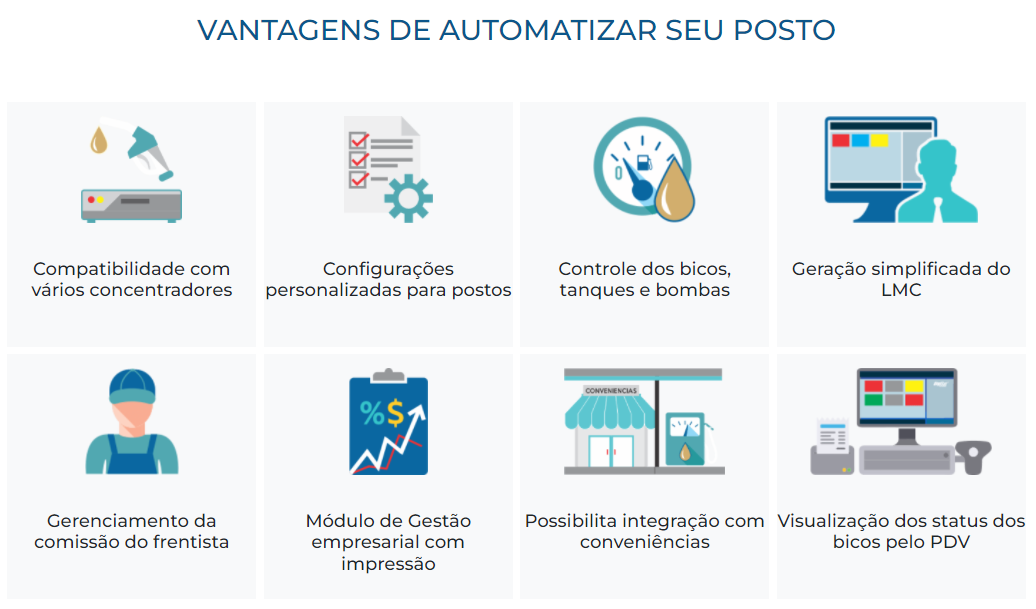 VANTAGENS DE AUTOMATIZAR SEU POSTO
Compatibilidade com
vários concentradores
Configurações
personalizadas para postos
0
Controle dos bicos,
tanques e bombas
Geração simplificada do
LMC
Gerenciamento da
comissão do frentista
%$
Módulo de Gestão
empresarial com
impressão
CONVENIENCIAS
Possibilita integração com
conveniências
Visualização dos status dos
bicos pelo PDV